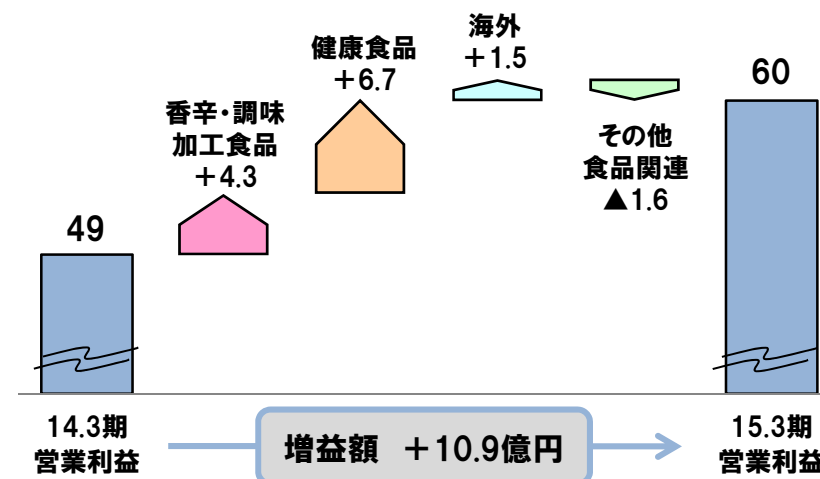 49
香辛・調味
加工食品
＋4.3
健康食品
＋6.7
海外
＋1.5
その他
食品関連
▲1.6
60
14.3期
営業利益
増益額　＋10.9億円
15.3期
営業利益